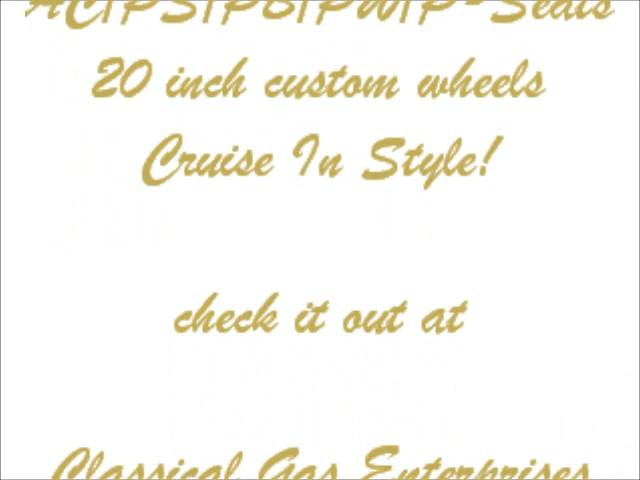 AC/PS/PB/PW/P-Seats
20 inch custom wheels
Cruise In Style!
check it out at
Classical Gas Enterprises